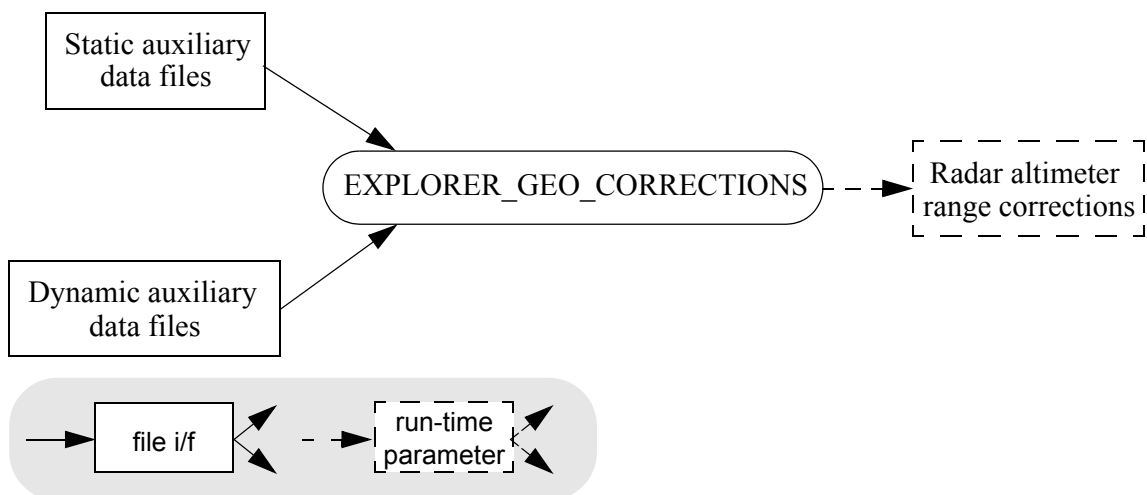 Static auxiliary
data files
EXPLORER_GEO_CORRECTIONS
Radar altimeter
range corrections
Dynamic auxiliary
data files
file i/f
run-time
parameter